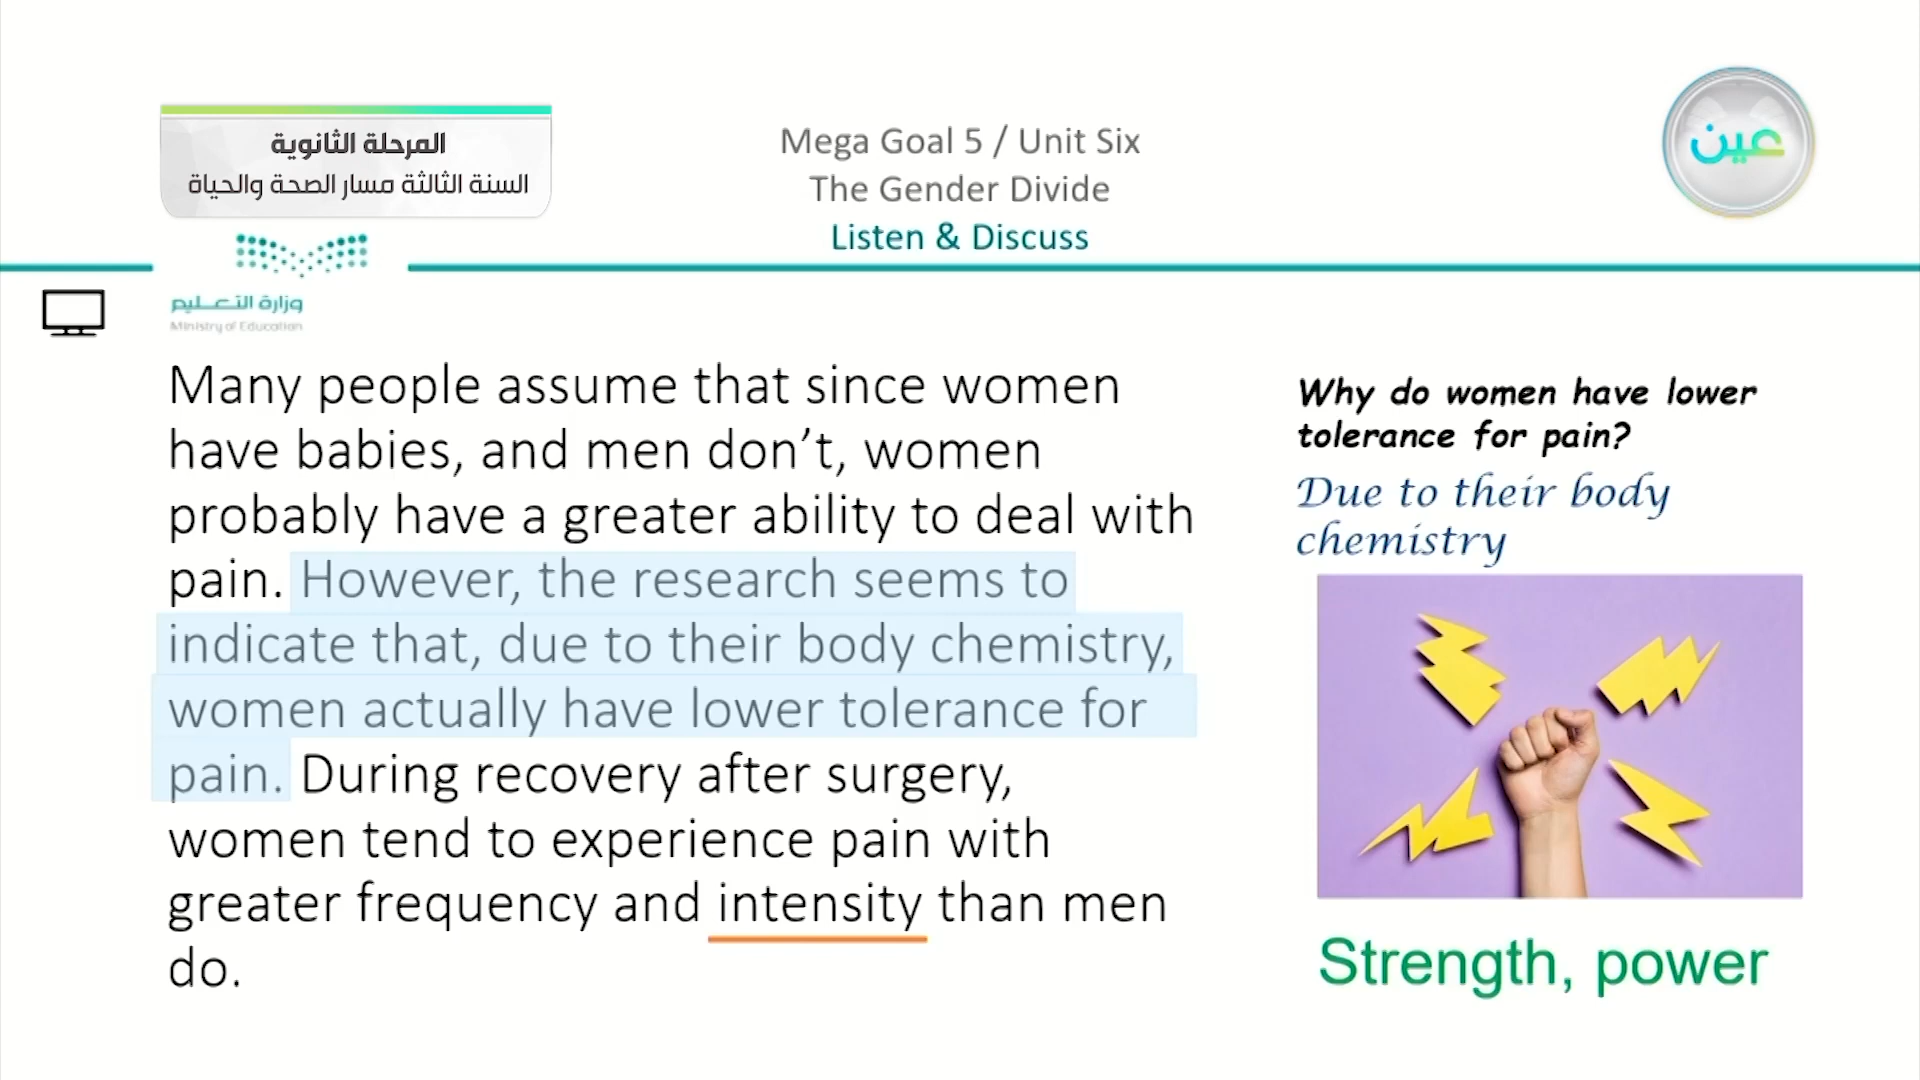 المرحلة الثانوية
السنة الثالثة مسار الصحة والحياة
Mega Goal 5 / Unit Six
The Gender Divide
Listen & Discuss
عين
وزارة التعليم
Ministry of Education
Many people assume that since women
have babies, and men don’t, women
probably have a greater ability to deal with
pain. However, the research seems to
indicate that, due to their body chemistry,
women actually have lower tolerance for
pain. During recovery after surgery,
women tend to experience pain with
greater frequency and intensity than men
do.
Why do women have lower
tolerance for pain?
Due to their body
chemistry
Strength, power